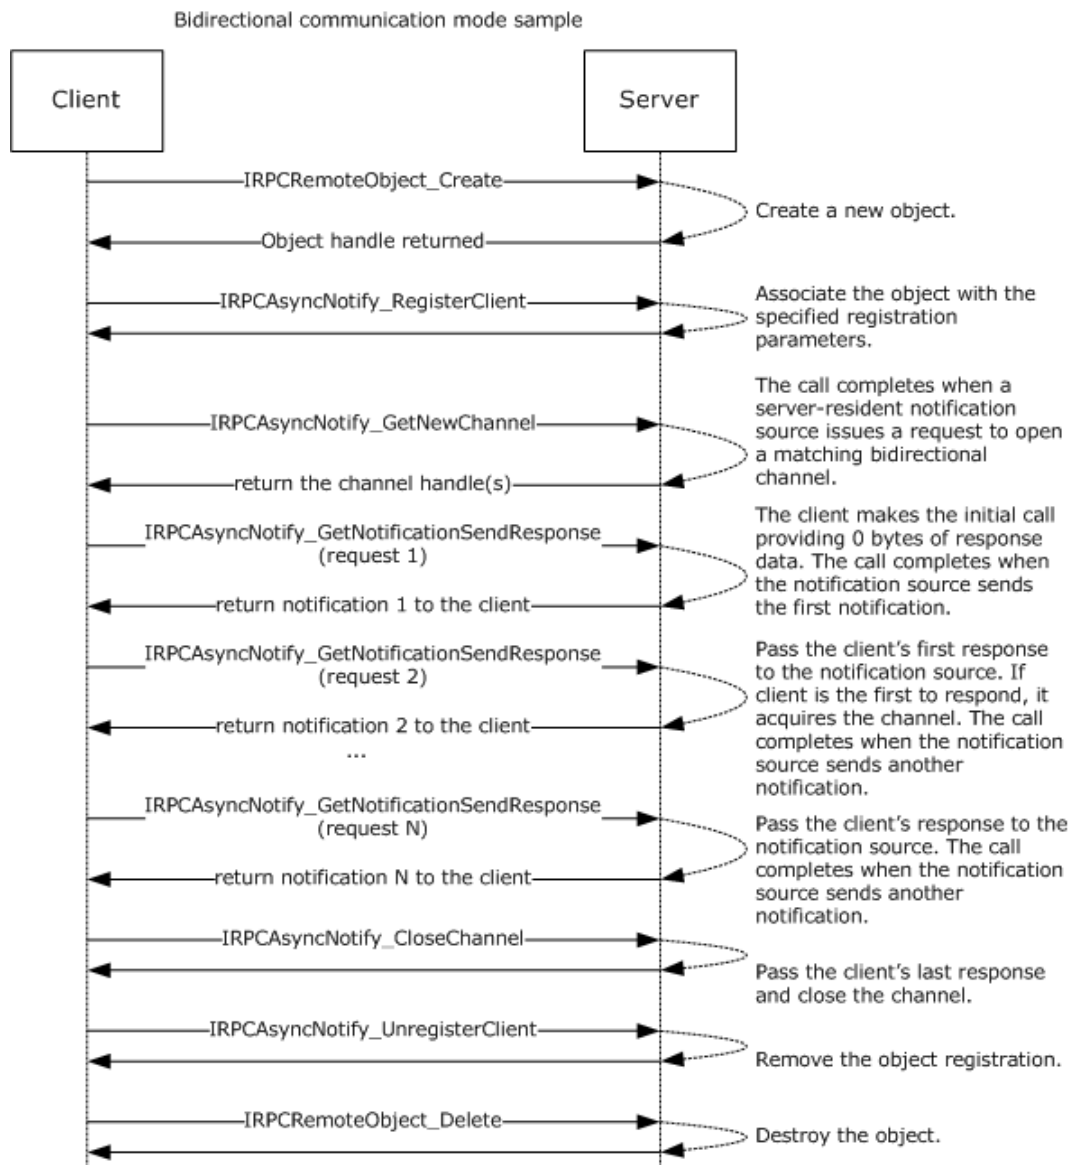 Bidirectional communication mode sample
Client
Server
IRPCRemoteObject_Create
Create a new object.
Object handle returned
IRPCAsyncNotify_RegisterClient
Associate the object with the
specified registration
parameters.
The call completes when a
server-resident notification
source issues a request to open
a matching bidirectional
channel.
IRPCAsyncNotify_GetNewChannel
return the channel handle(s)
The client makes the initial call
providing 0 bytes of response
data. The call completes when
the notification source sends
the first notification.
IRPCAsyncNotify_GetNotificationSendResponse
(request 1)
return notification 1 to the client
Pass the client's first response
to the notification source. If
client is the first to respond, it
acquires the channel. The call
completes when the notification
source sends another
notification.
IRPCAsyncNotify_GetNotificationSendResponse
(request 2)
return notification 2 to the client
...
IRPCAsyncNotify_GetNotificationSendResponse
(request N)
Pass the client's response to the
notification source. The call
completes when the notification
source sends another
notification.
return notification N to the client
IRPCAsyncNotify_CloseChannel
Pass the client's last response
and close the channel.
IRPCAsyncNotify_UnregisterClient
Remove the object registration.
IRPCRemoteObject_Delete
Destroy the object.